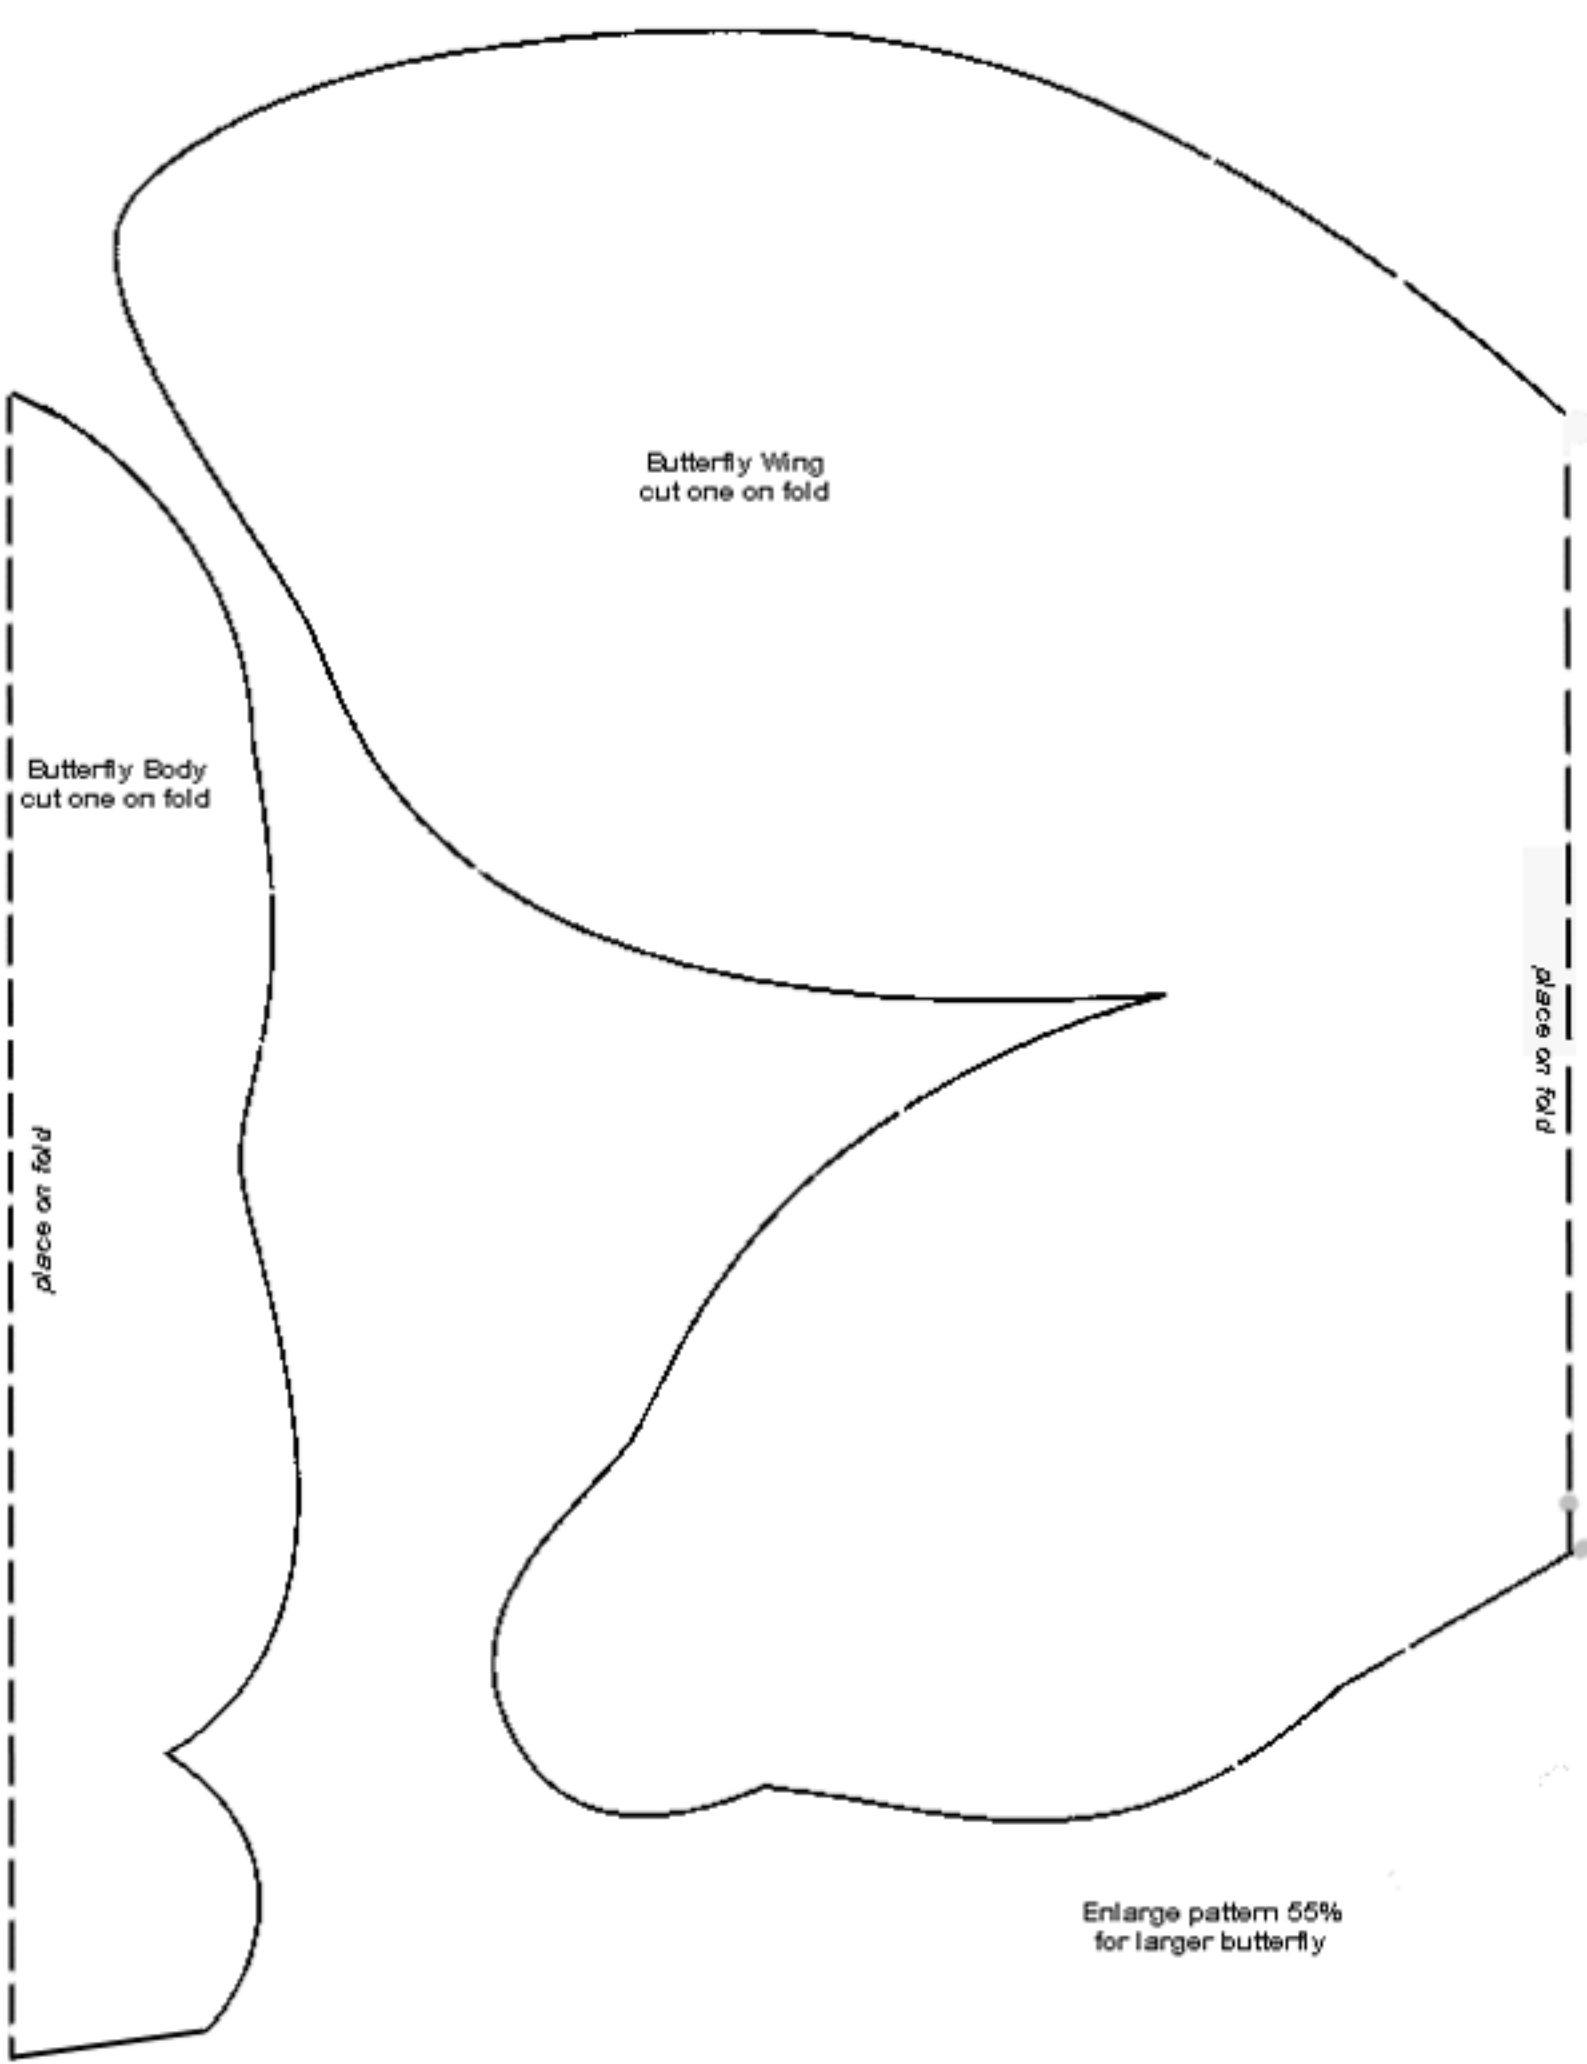 Butterfly Wing
cut one on fold
Butterfly Body
cut one on fold
place on fold
place on fold
Enlarge pattern 55%
for larger butterfly